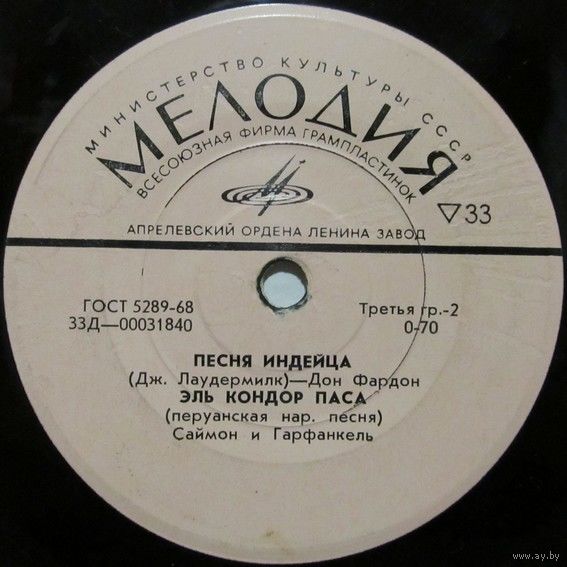 МИНИСТЕРСТВО КУЛЬТУРЫ СССР
МЕЛОДИЯ
ВСЕСОЮЗНАЯ ФИРМА ГРАМПЛАСТИНОК
▽33
АПРЕЛЕВСКИЙ ОРДЕНА ЛЕНИНА ЗАВОД
ГОСТ 5289-68
Третья гр.-2
33Д—00031840
0-70
ПЕСНЯ ИНДЕЙЦА
(Дж. Лаудермилк)—Дон Фардон
ЭЛЬ КОНДОР ПАСА
(перуанская нар. песня)
Саймон и Гарфанкель
www.ay.by